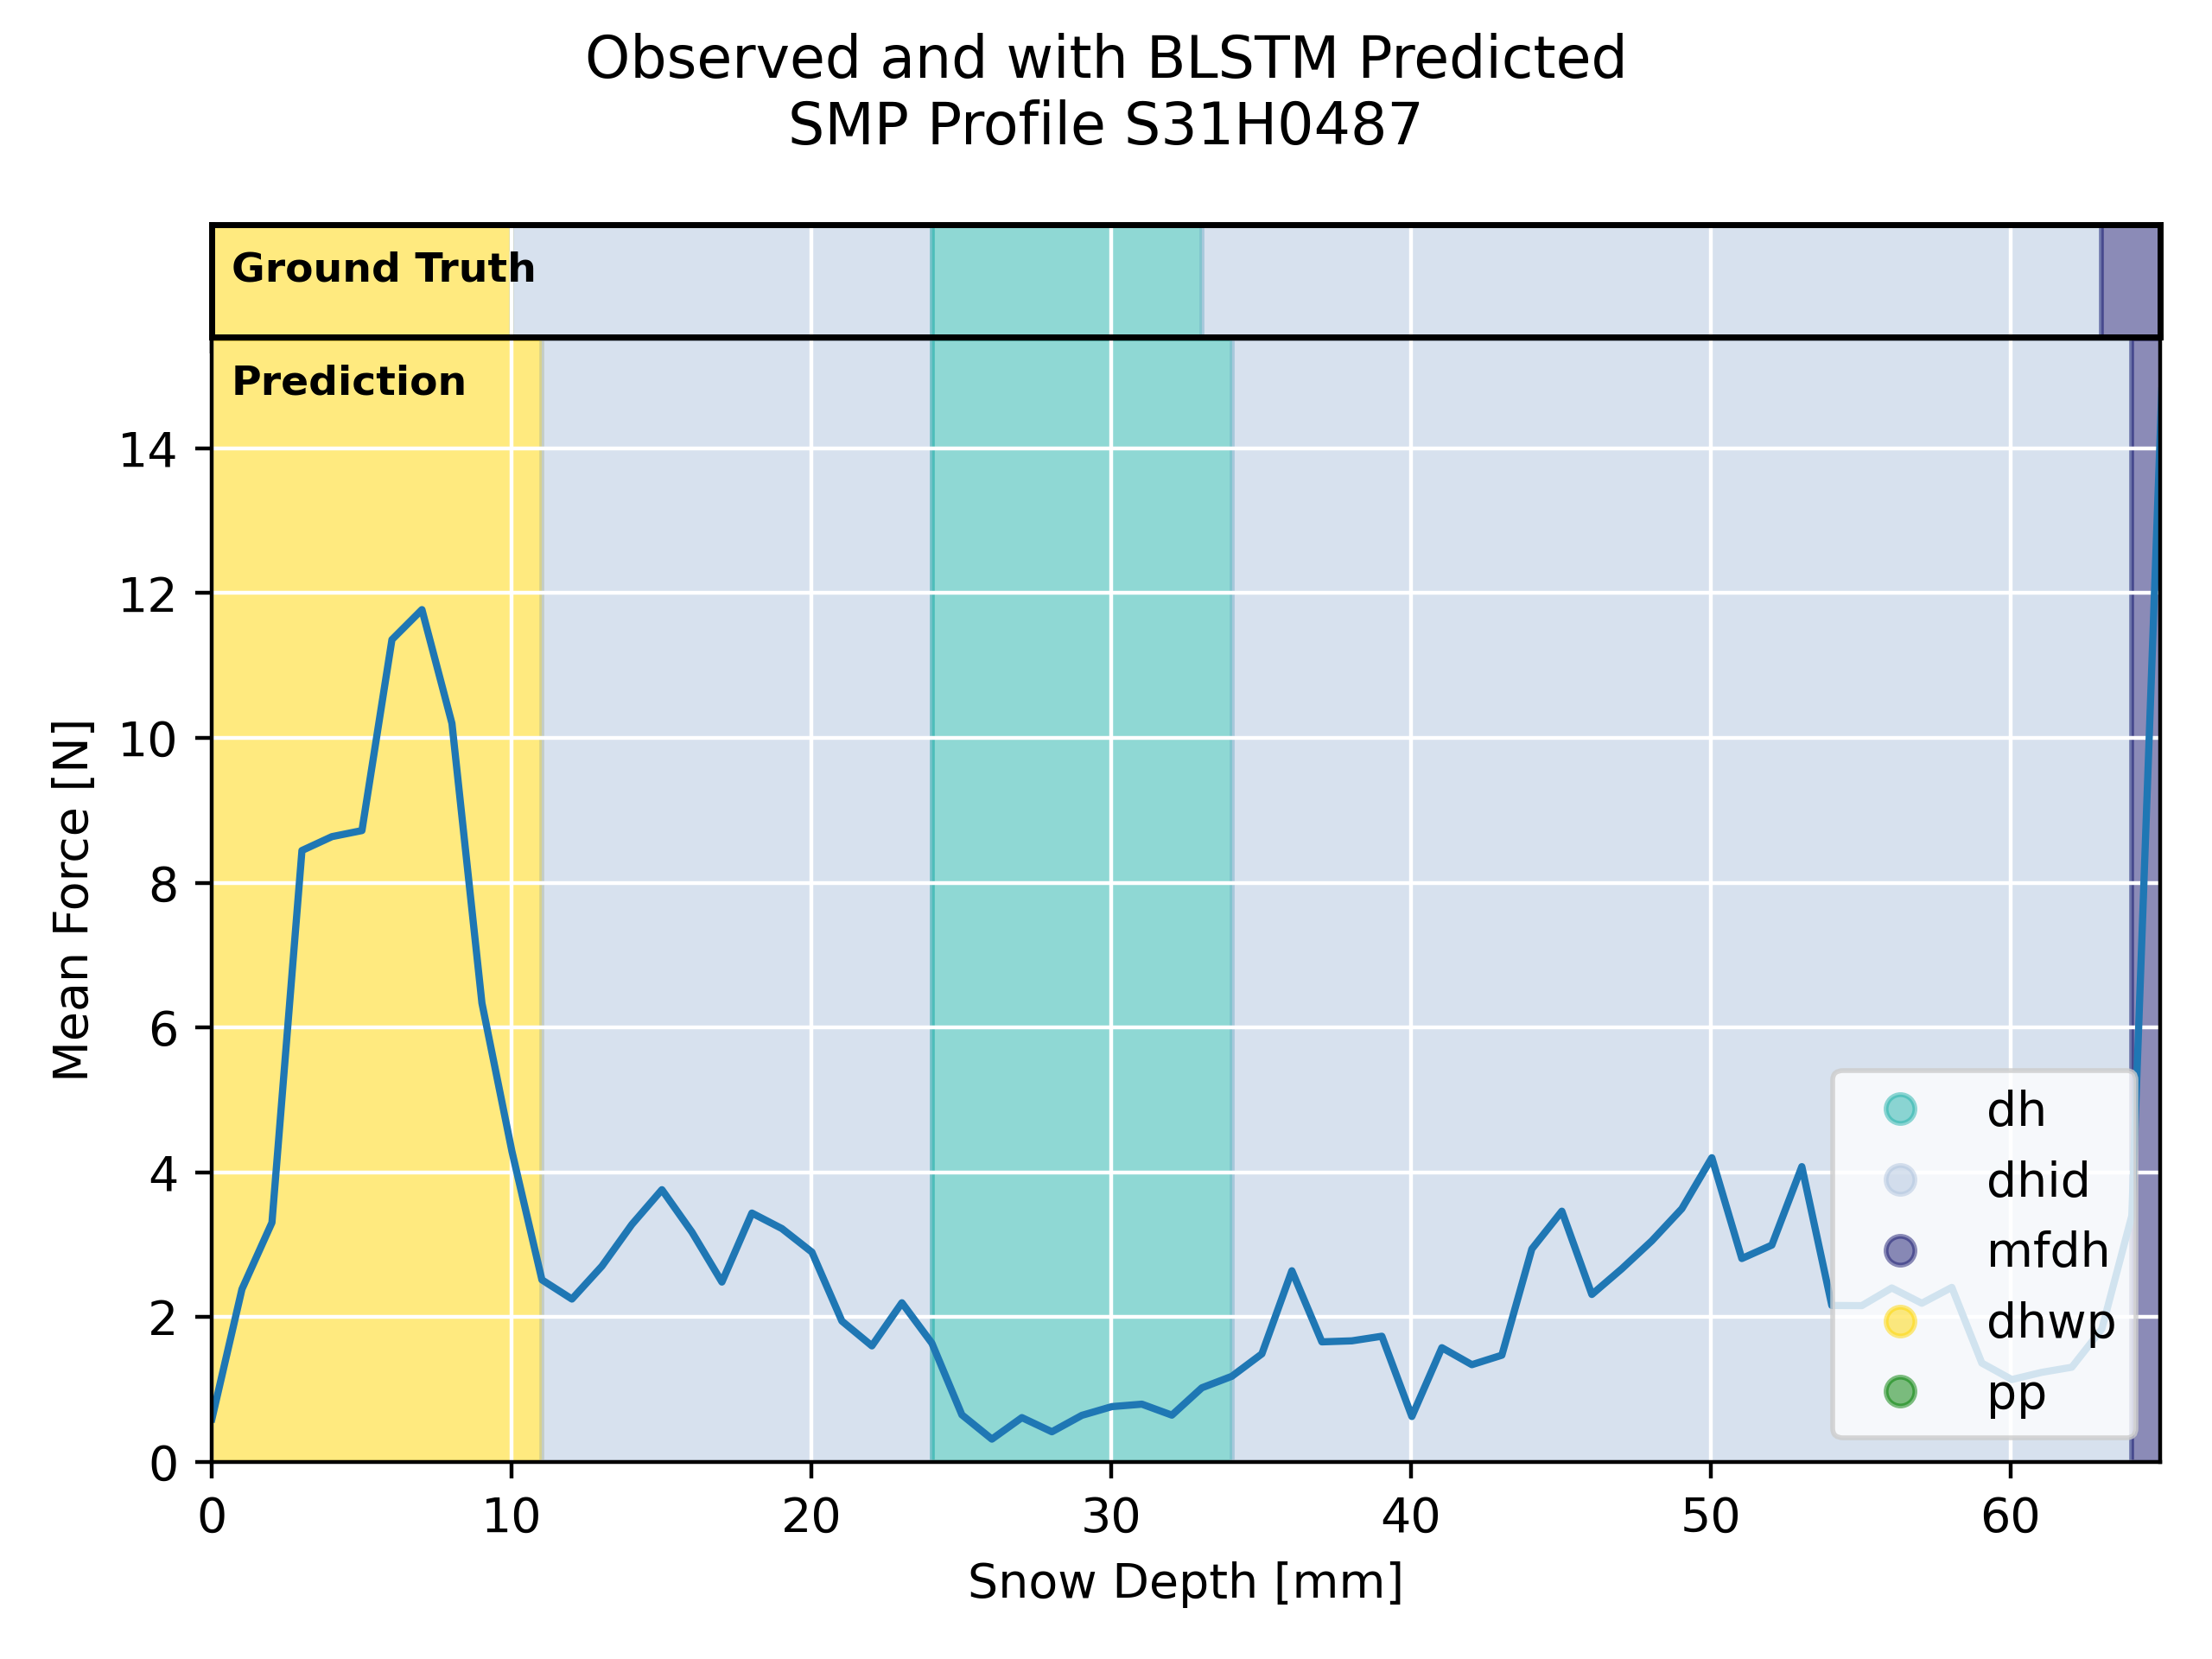 Observed and with BLSTM Predicted
SMP Profile S31H0487
Ground Truth
Prediction
14
12
10
8
6
4
2
0
Mean Force [N]
dh
dhid
mfdh
dhwp
pp
0 10 20 30 40 50 60
Snow Depth [mm]